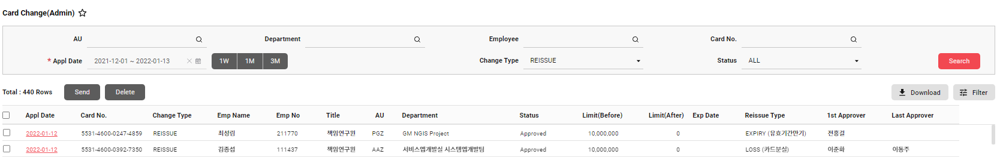 Card Change(Admin)
AU Department Employee Card No.
* Appl Date 2021-12-01 ~ 2022-01-13 1W 1M 3M Change Type REISSUE Status ALL Search
Total : 440 Rows Send Delete Download Filter
Appl Date Card No. Change Type Emp Name Emp No Title AU Department Status Limit(Before) Limit(After) Exp Date Reissue Type 1st Approver Last Approver
2022-01-12 5531-4600-0247-4859 REISSUE 최성림 211770 책임연구원 PGZ GM NGIS Project Approved 10,000,000 0 EXPIRY (유효기간만기) 전홍걸
2022-01-12 5531-4600-0392-7350 REISSUE 김종섭 111437 책임연구원 AAZ 서비스앱개발실 시스템앱개발팀 Approved 10,000,000 0 LOSS (카드분실) 이준화 이동주